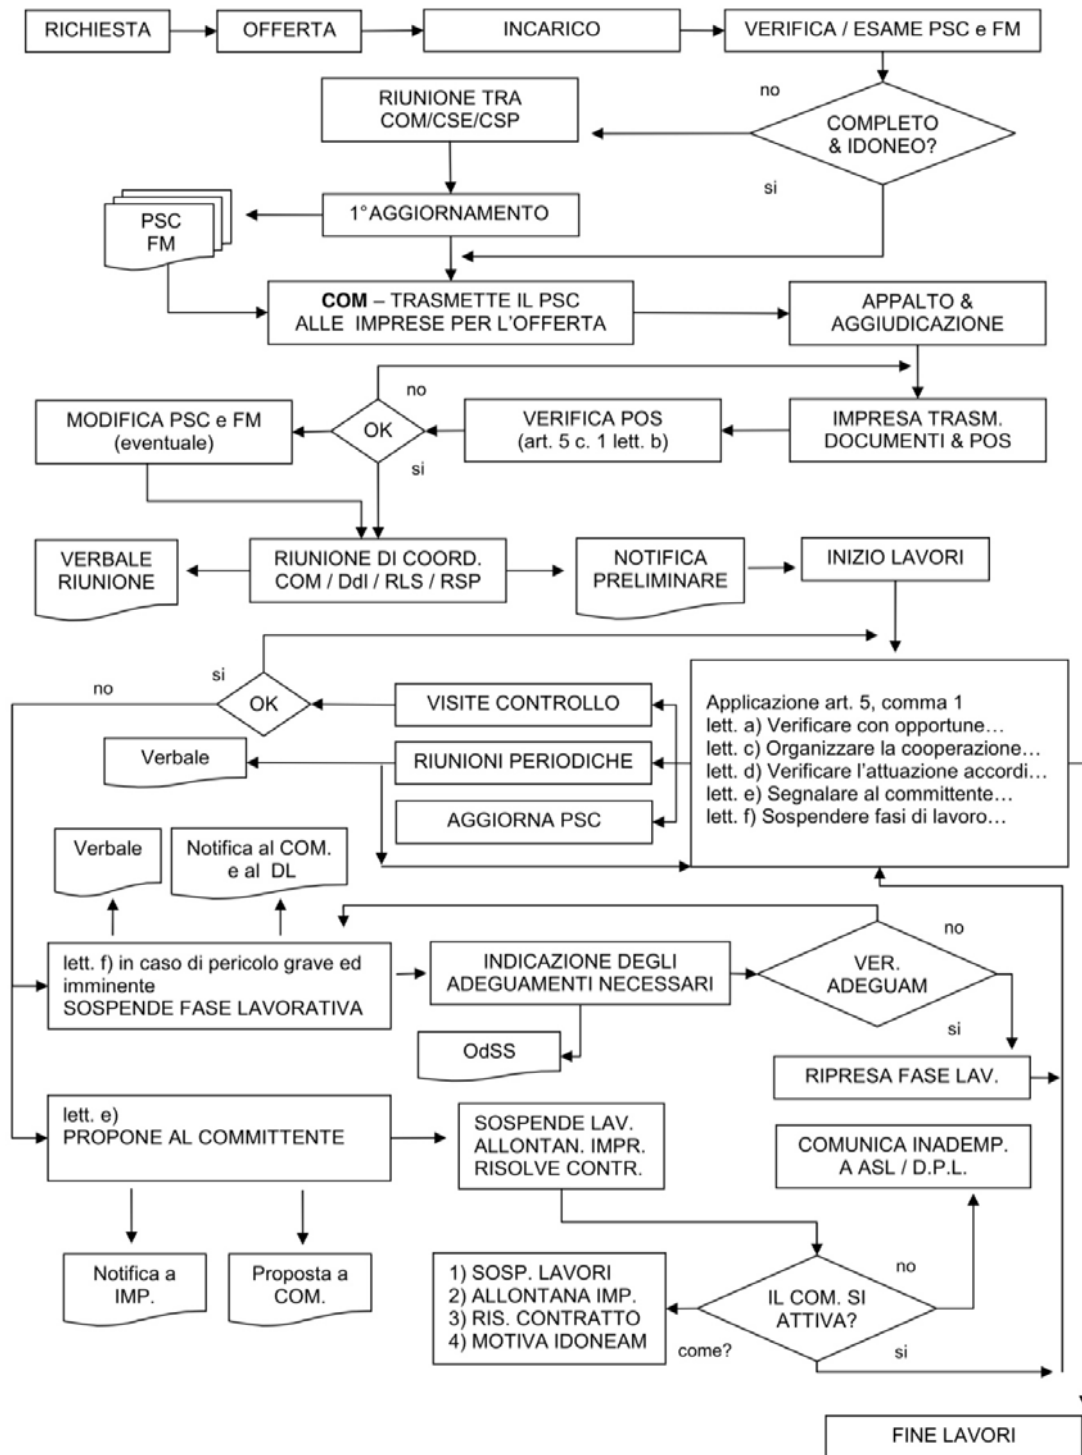 RICHIESTA
OFFERTA
INCARICO
VERIFICA / ESAME PSC e FM
no
RIUNIONE TRA
COM/CSE/CSP
COMPLETO
& IDONEO?
si
1°AGGIORNAMENTO
PSC
FM
COM – TRASMETTE IL PSC
ALLE IMPRESE PER L'OFFERTA
APPALTO &
AGGIUDICAZIONE
no
MODIFICA PSC e FM
(eventuale)
OK
VERIFICA POS
(art. 5 c. 1 lett. b)
IMPRESA TRASM.
DOCUMENTI & POS
si
VERBALE
RIUNIONE
RIUNIONE DI COORD.
COM / DdI / RLS / RSP
NOTIFICA
PRELIMINARE
INIZIO LAVORI
si
no
OK
VISITE CONTROLLO
Applicazione art. 5, comma 1
lett. a) Verificare con opportune…
lett. c) Organizzare la cooperazione…
lett. d) Verificare l'attuazione accordi…
lett. e) Segnalare al committente…
lett. f) Sospendere fasi di lavoro…
Verbale
RIUNIONI PERIODICHE
AGGIORNA PSC
Verbale
Notifica al COM.
e al DL
no
lett. f) in caso di pericolo grave ed
imminente
SOSPENDE FASE LAVORATIVA
INDICAZIONE DEGLI
ADEGUAMENTI NECESSARI
VER.
ADEGUAM
si
OdSS
RIPRESA FASE LAV.
lett. e)
PROPONE AL COMMITTENTE
SOSPENDE LAV.
ALLONTAN. IMPR.
RISOLVE CONTR.
COMUNICA INADEMP.
A ASL / D.P.L.
Notifica a
IMP.
Proposta a
COM.
1) SOSP. LAVORI
2) ALLONTANA IMP.
3) RIS. CONTRATTO
4) MOTIVA IDONEAM
no
IL COM. SI
ATTIVA?
come?
si
FINE LAVORI